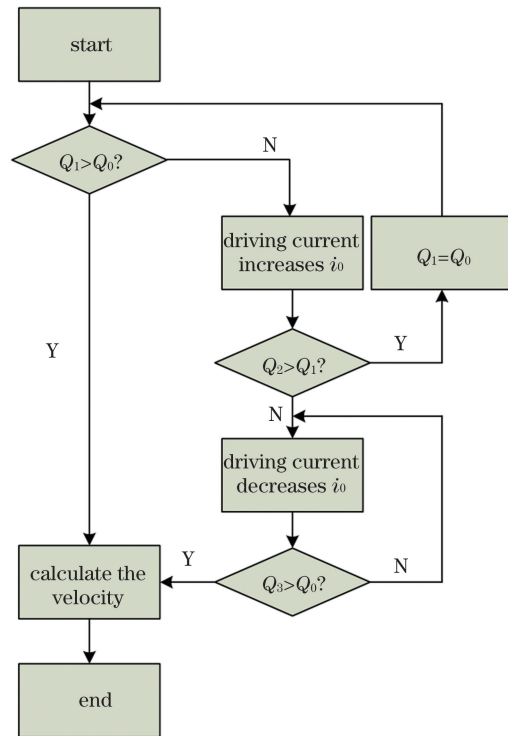 start
Q₁>Q₀?
N
driving current
increases i₀
Q₁=Q₀
Y
Q₂>Q₁?
Y
N
driving current
decreases i₀
Y
Q₃>Q₀?
N
calculate the
velocity
end